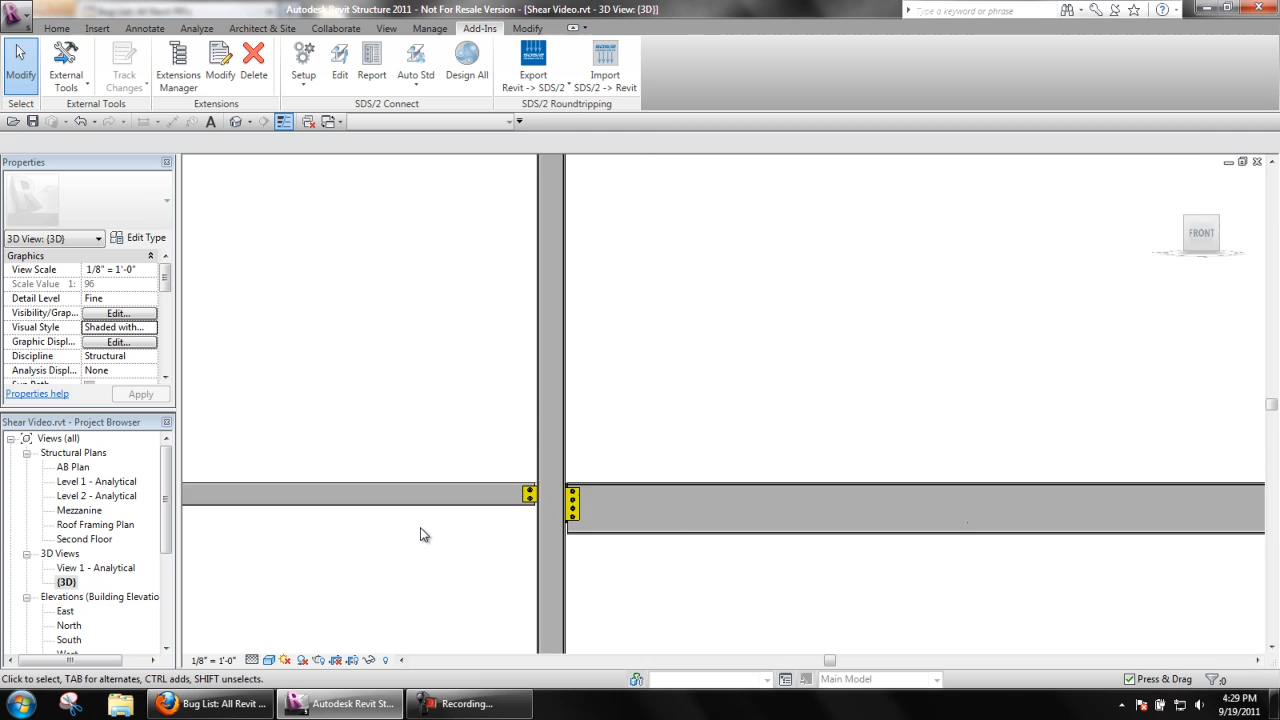 Autodesk Revit Structure 2011 - Not For Resale Version - [Shear Video.rvt - 3D View: {3D}]
Type a keyword or phrase
Home Insert Annotate Analyze Architect & Site Collaborate View Manage Add-Ins Modify
Modify External Tools Track Changes Extensions Manager Modify Delete Setup Edit Report Auto Std Design All Export Revit -> SDS/2 Import SDS/2 -> Revit
Select External Tools Extensions SDS/2 Connect SDS/2 Roundtripping
Properties
FRONT
3D View: {3D} Edit Type
Graphics
View Scale 1/8" = 1'-0"
Scale Value 1: 96
Detail Level Fine
Visibility/Grap... Edit...
Visual Style Shaded with...
Graphic Displ... Edit...
Discipline Structural
Analysis Displ... None
Properties help Apply
Shear Video.rvt - Project Browser
Views (all)
Structural Plans
AB Plan
Level 1 - Analytical
Level 2 - Analytical
Mezzanine
Roof Framing Plan
Second Floor
3D Views
View 1 - Analytical
{3D}
Elevations (Building Elevatio
East
North
South
1/8" = 1'-0"
Click to select, TAB for alternates, CTRL adds, SHIFT unselects.
Main Model
Press & Drag
:0
Bug List: All Revit ...
Autodesk Revit St...
Recording...
4:29 PM
9/19/2011